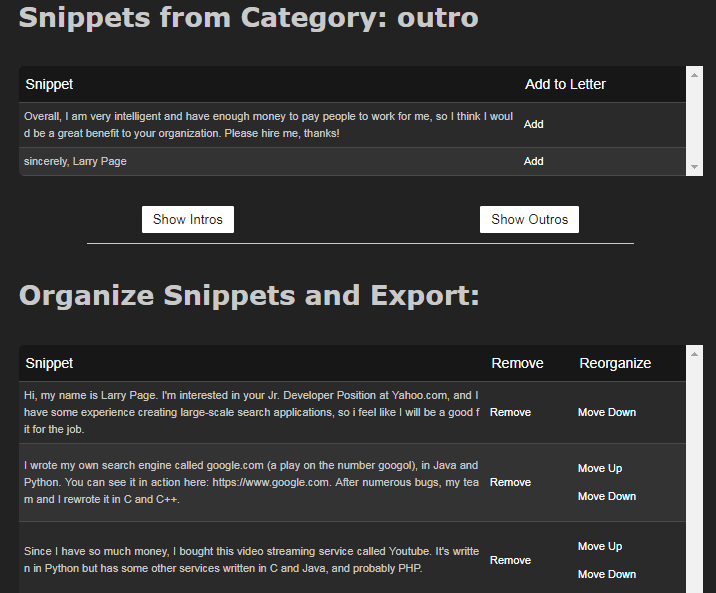 Snippets from Category: outro
Snippet Add to Letter
Overall, I am very intelligent and have enough money to pay people to work for me, so I think I woul
d be a great benefit to your organization. Please hire me, thanks!
Add
sincerely, Larry Page Add
Show Intros Show Outros
Organize Snippets and Export:
Snippet Remove Reorganize
Hi, my name is Larry Page. I'm interested in your Jr. Developer Position at Yahoo.com, and I
have some experience creating large-scale search applications, so i feel like I will be a good f
it for the job.
Remove Move Down
I wrote my own search engine called google.com (a play on the number googol), in Java and
Python. You can see it in action here: https://www.google.com. After numerous bugs, my tea
m and I rewrote it in C and C++.
Remove
Move Up
Move Down
Since I have so much money, I bought this video streaming service called Youtube. It's writte
n in Python but has some other services written in C and Java, and probably PHP.
Remove
Move Up
Move Down